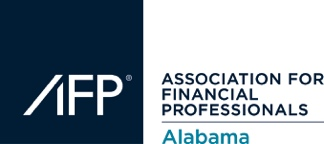 AFP®
ASSOCIATION FOR
FINANCIAL
PROFESSIONALS
Alabama